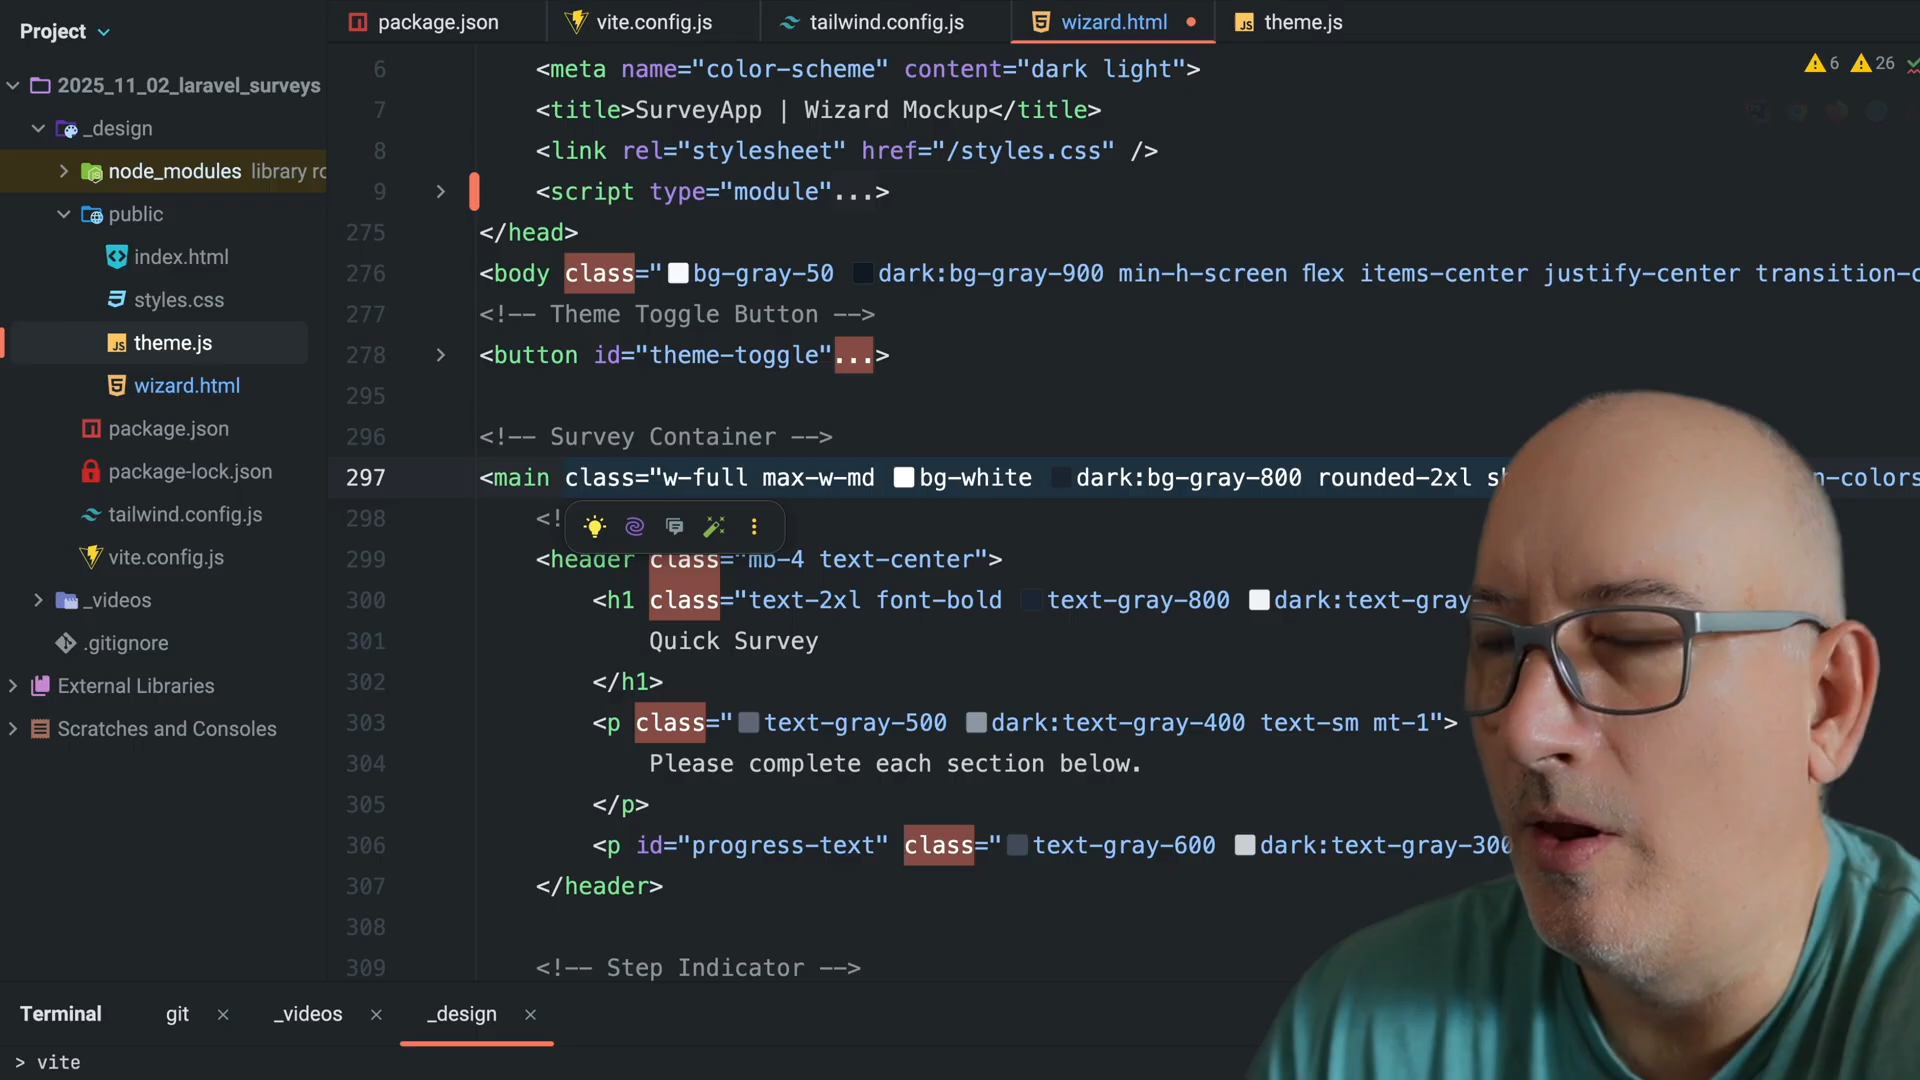 Project
package.json
vite.config.js
tailwind.config.js
wizard.html
theme.js
2025_11_02_laravel_surveys
_design
node_modules library ro
public
index.html
styles.css
theme.js
wizard.html
package.json
package-lock.json
tailwind.config.js
vite.config.js
_videos
.gitignore
External Libraries
Scratches and Consoles
6 26
6 <meta name="color-scheme" content="dark light">
7 <title>SurveyApp | Wizard Mockup</title>
8 <link rel="stylesheet" href="/styles.css" />
9 <script type="module"...>
275 </head>
276 <body class="bg-gray-50 dark:bg-gray-900 min-h-screen flex items-center justify-center transition-c
277 <!-- Theme Toggle Button -->
278 <button id="theme-toggle"...>
295
296 <!-- Survey Container -->
297 <main class="w-full max-w-md bg-white dark:bg-gray-800 rounded-2xl sh n-colors
298 <!
299 <header class="mb-4 text-center">
300 <h1 class="text-2xl font-bold text-gray-800 dark:text-gray-
301 Quick Survey
302 </h1>
303 <p class="text-gray-500 dark:text-gray-400 text-sm mt-1">
304 Please complete each section below.
305 </p>
306 <p id="progress-text" class="text-gray-600 dark:text-gray-300
307 </header>
308
309 <!-- Step Indicator -->
Terminal git _videos _design
> vite